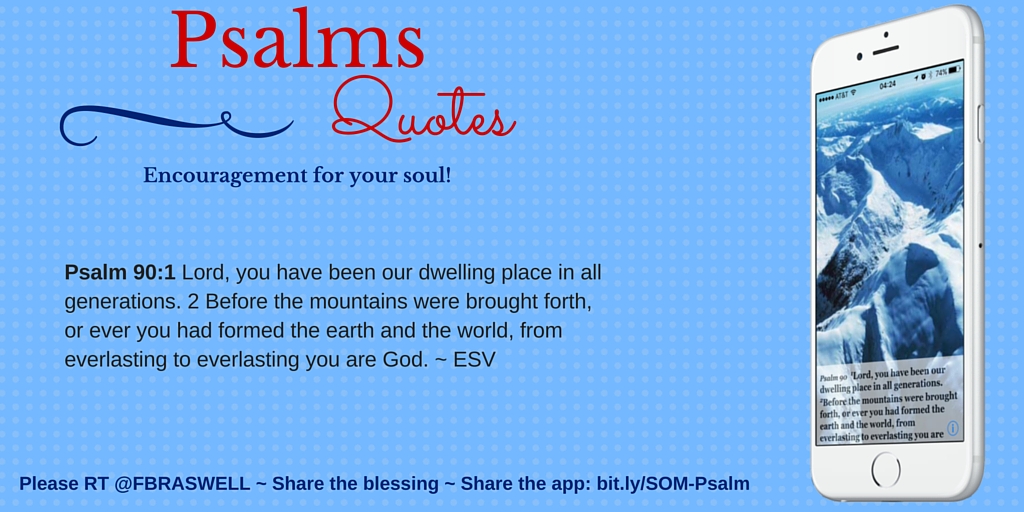 Psalms
Quotes
Encouragement for your soul!
Psalm 90:1 Lord, you have been our dwelling place in all
generations. 2 Before the mountains were brought forth,
or ever you had formed the earth and the world, from
everlasting to everlasting you are God. ~ ESV
Please RT @FBRASWELL ~ Share the blessing ~ Share the app: bit.ly/SOM-Psalm
AT&T 04:24 74%
Psalm 90 ¹Lord, you have been our
dwelling place in all generations.
²Before the mountains were brought
forth, or ever you had formed the
earth and the world, from
everlasting to everlasting you are